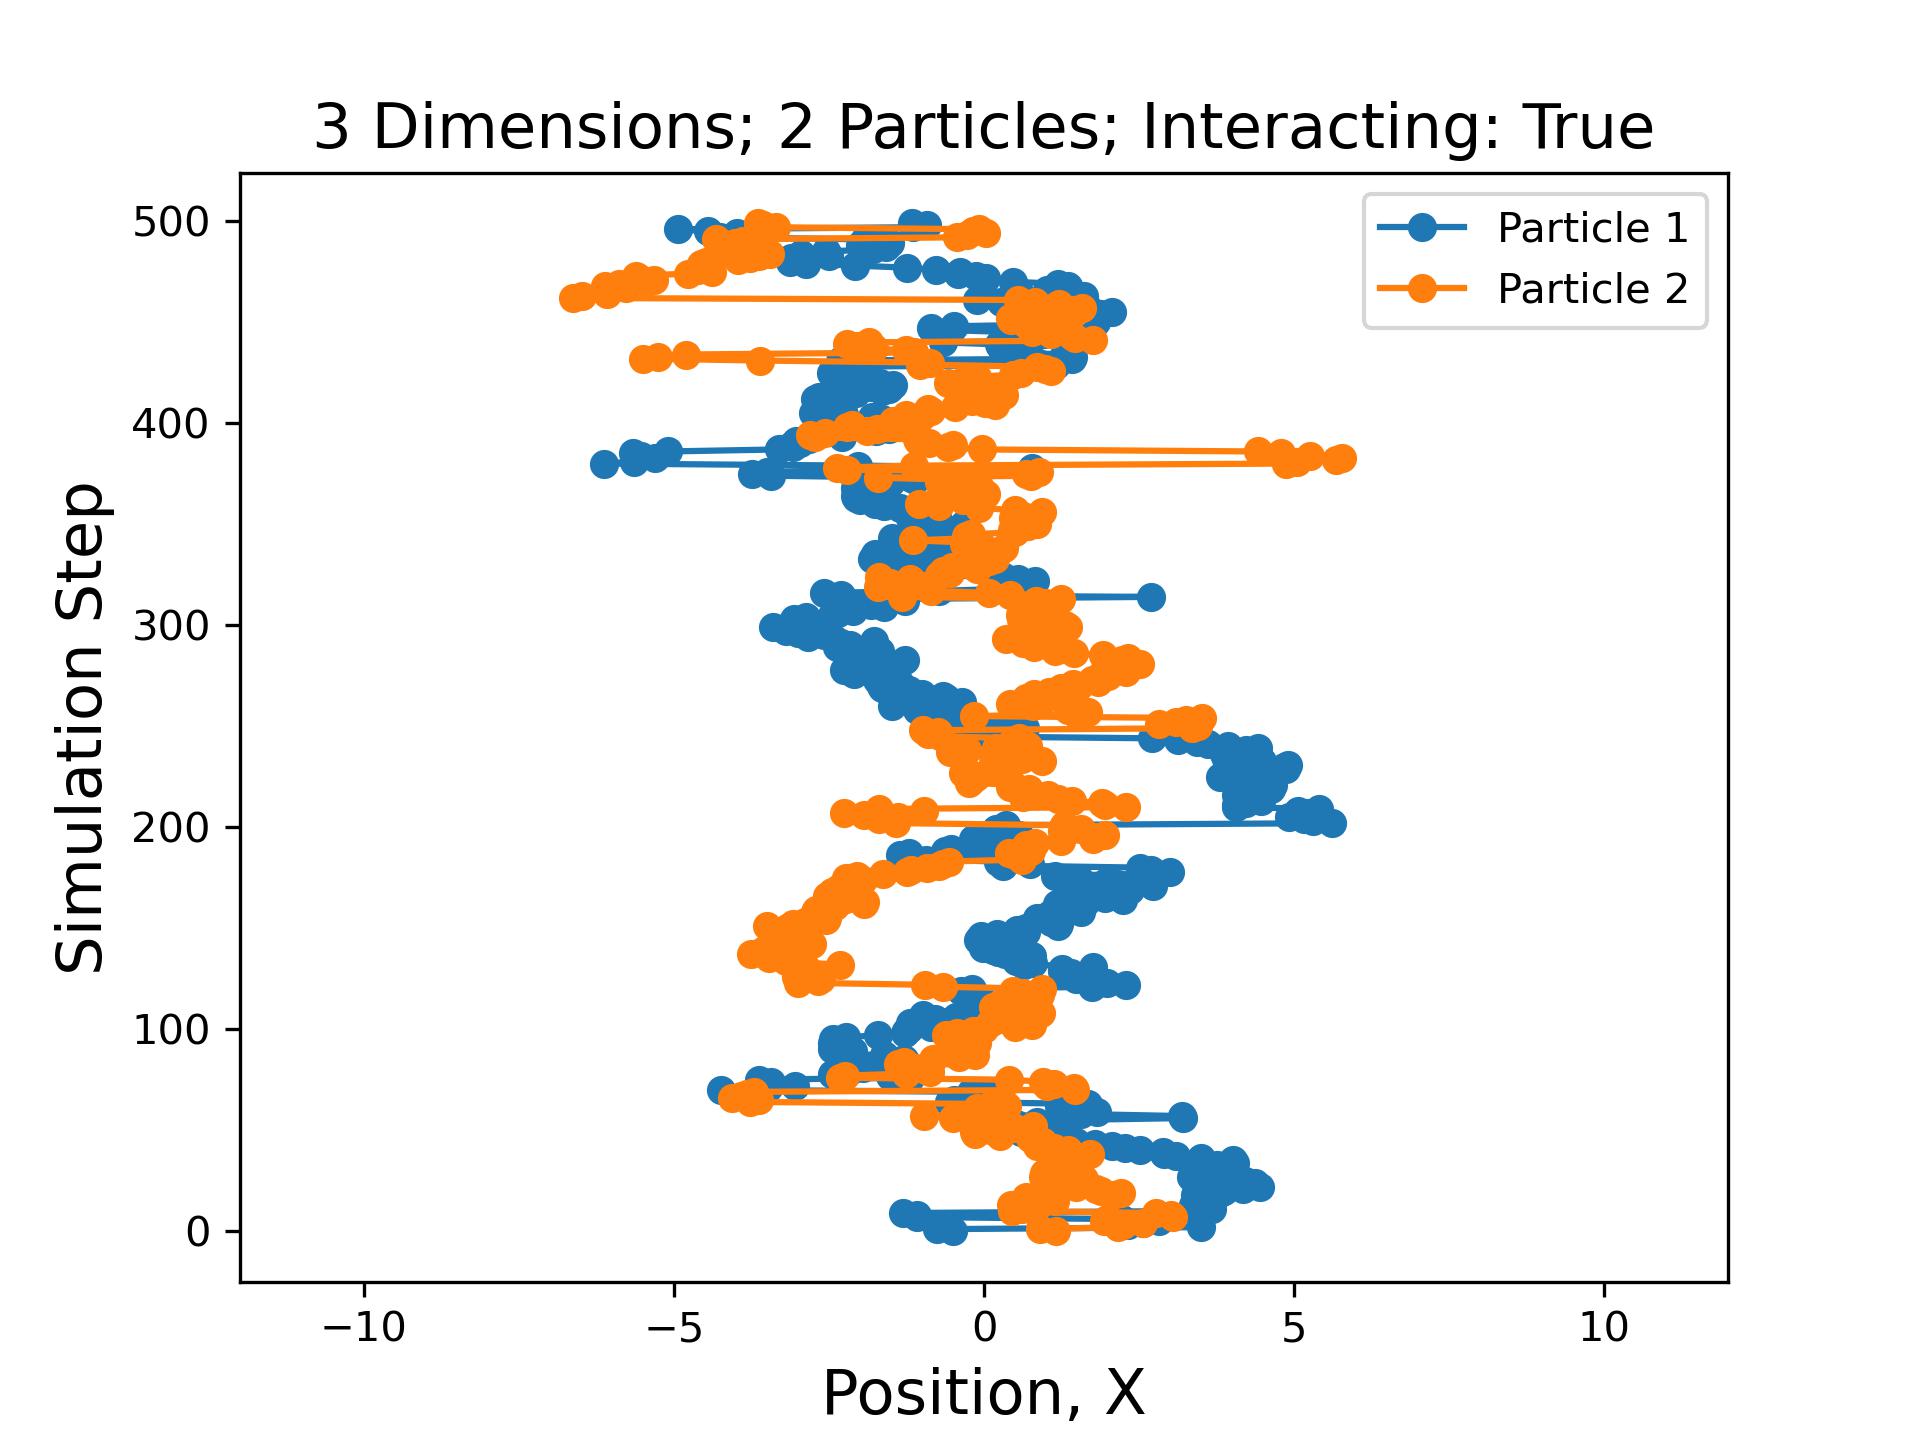 3 Dimensions; 2 Particles; Interacting: True
Particle 1
Particle 2
500
400
300
200
100
0
Simulation Step
−10
−5
0
5
10
Position, X